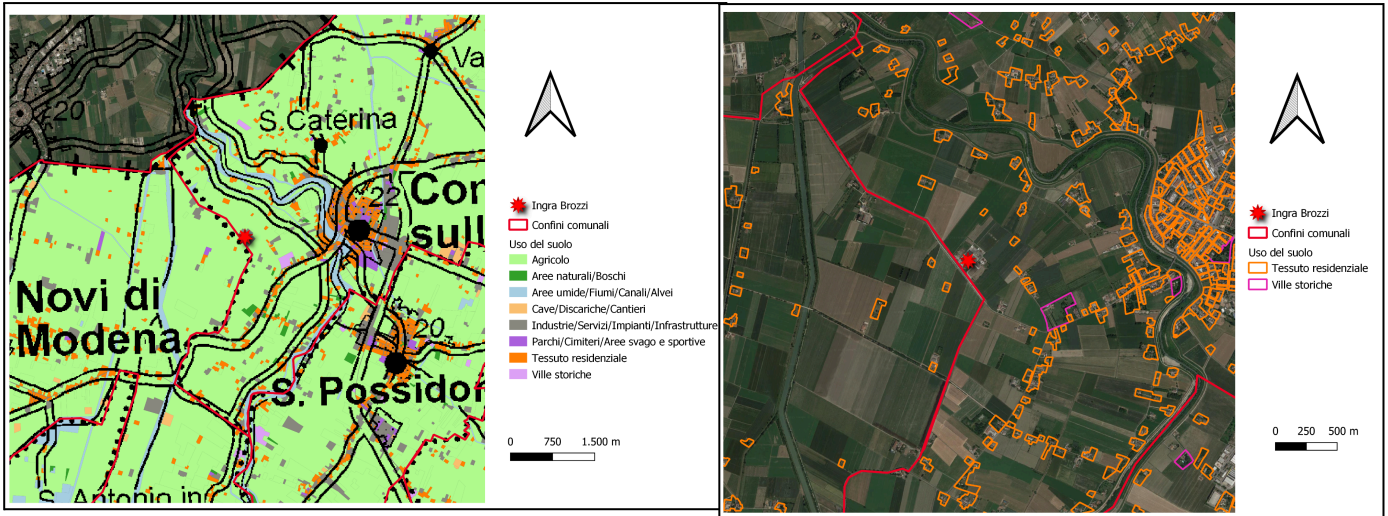 20
Va
S.Caterina
22
Con
sull
Novi di
Modena
20
S. Possidor
S. Antonio in
Ingra Brozzi
Confini comunali
Uso del suolo
Agricolo
Aree naturali/Boschi
Aree umide/Fiumi/Canali/Alvei
Cave/Discariche/Cantieri
Industrie/Servizi/Impianti/Infrastrutture
Parchi/Cimiteri/Aree svago e sportive
Tessuto residenziale
Ville storiche
0 750 1.500 m
Ingra Brozzi
Confini comunali
Uso del suolo
Tessuto residenziale
Ville storiche
0 250 500 m